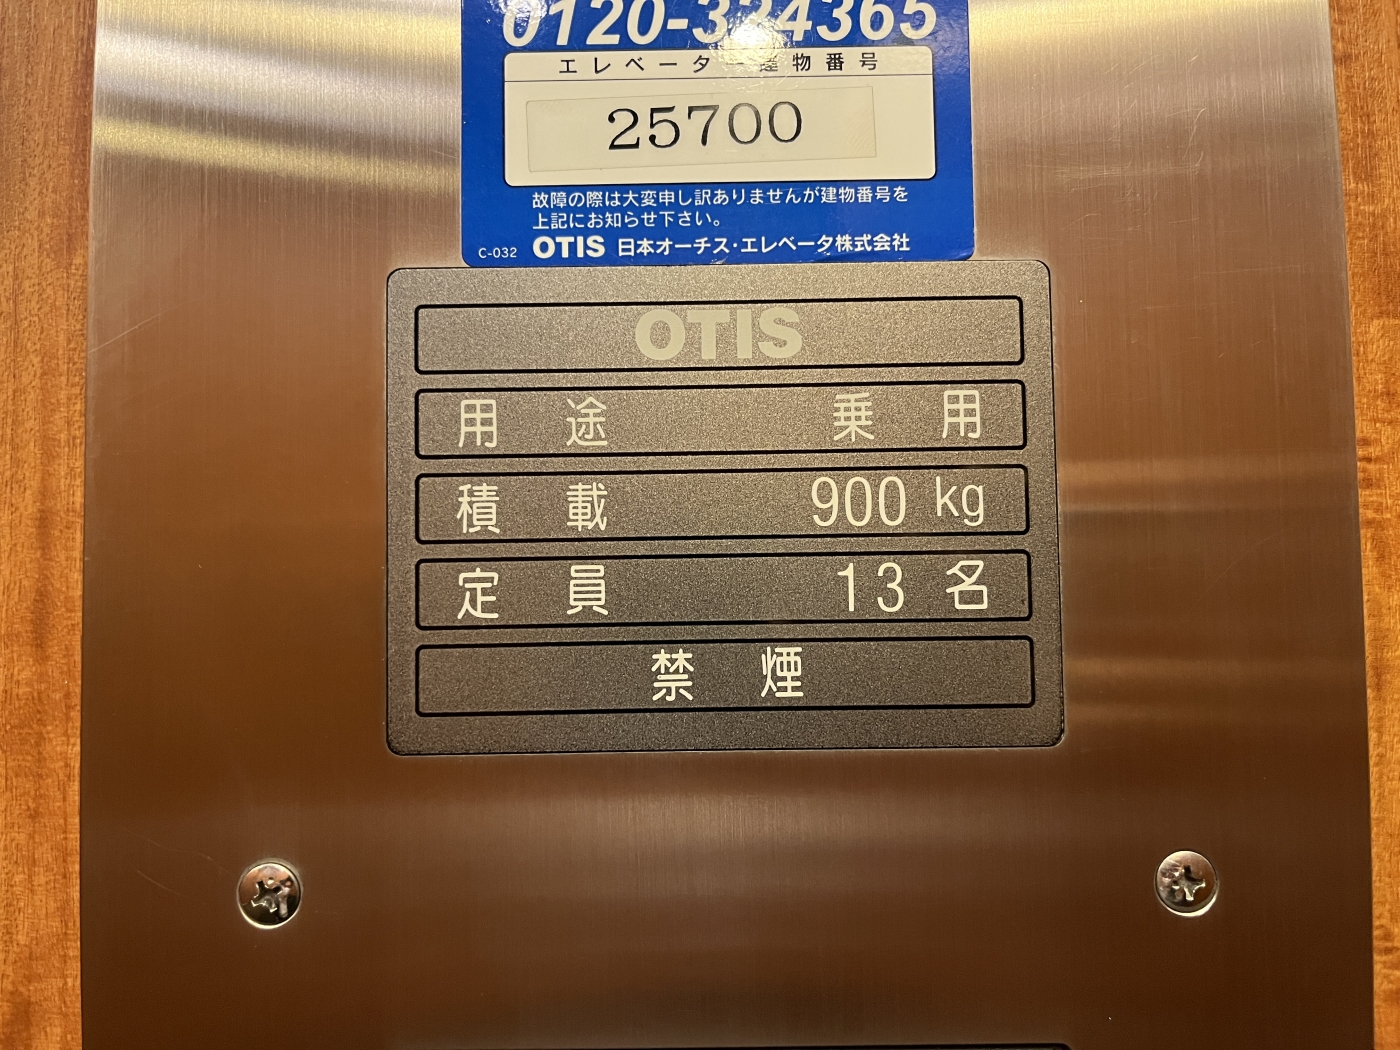 0120-324365
エレベーター建物番号
25700
故障の際は大変申し訳ありませんが建物番号を
上記にお知らせ下さい。
C-032 OTIS 日本オーチス・エレベータ株式会社
OTIS
用途 乗用
積載 900 kg
定員 13 名
禁煙